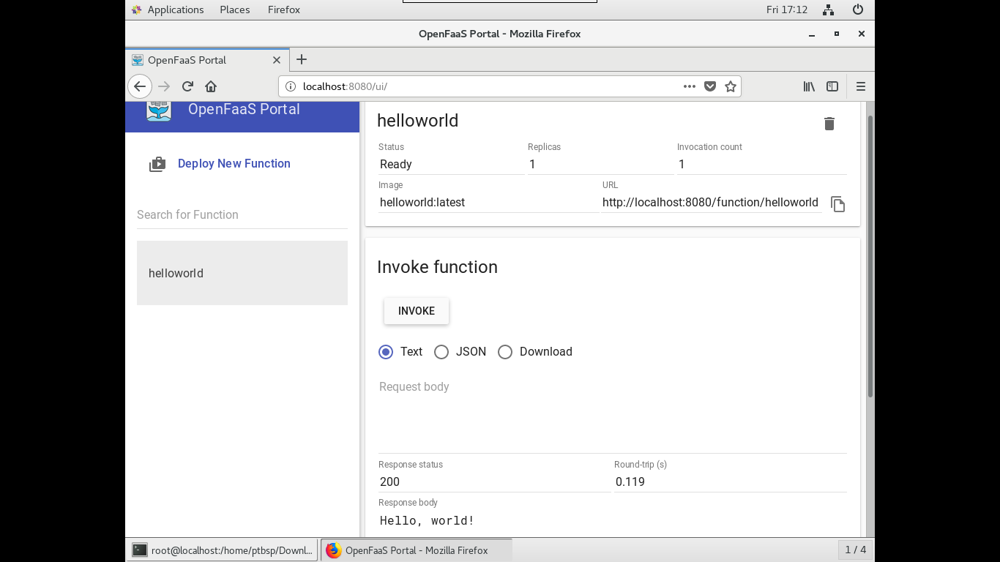 Applications Places Firefox Fri 17:12
OpenFaaS Portal - Mozilla Firefox
OpenFaaS Portal
localhost:8080/ui/
OpenFaaS Portal
Deploy New Function
Search for Function
helloworld
helloworld
Status Replicas Invocation count
Ready 1 1
Image URL
helloworld:latest http://localhost:8080/function/helloworld
Invoke function
INVOKE
Text JSON Download
Request body
Response status Round-trip (s)
200 0.119
Response body
Hello, world!
root@localhost:/home/ptbsp/Downl... OpenFaaS Portal - Mozilla Firefox 1 / 4